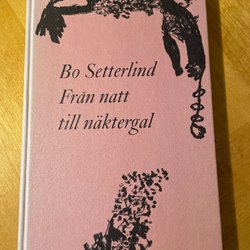 Bo Setterlind
Från natt
till näktergal